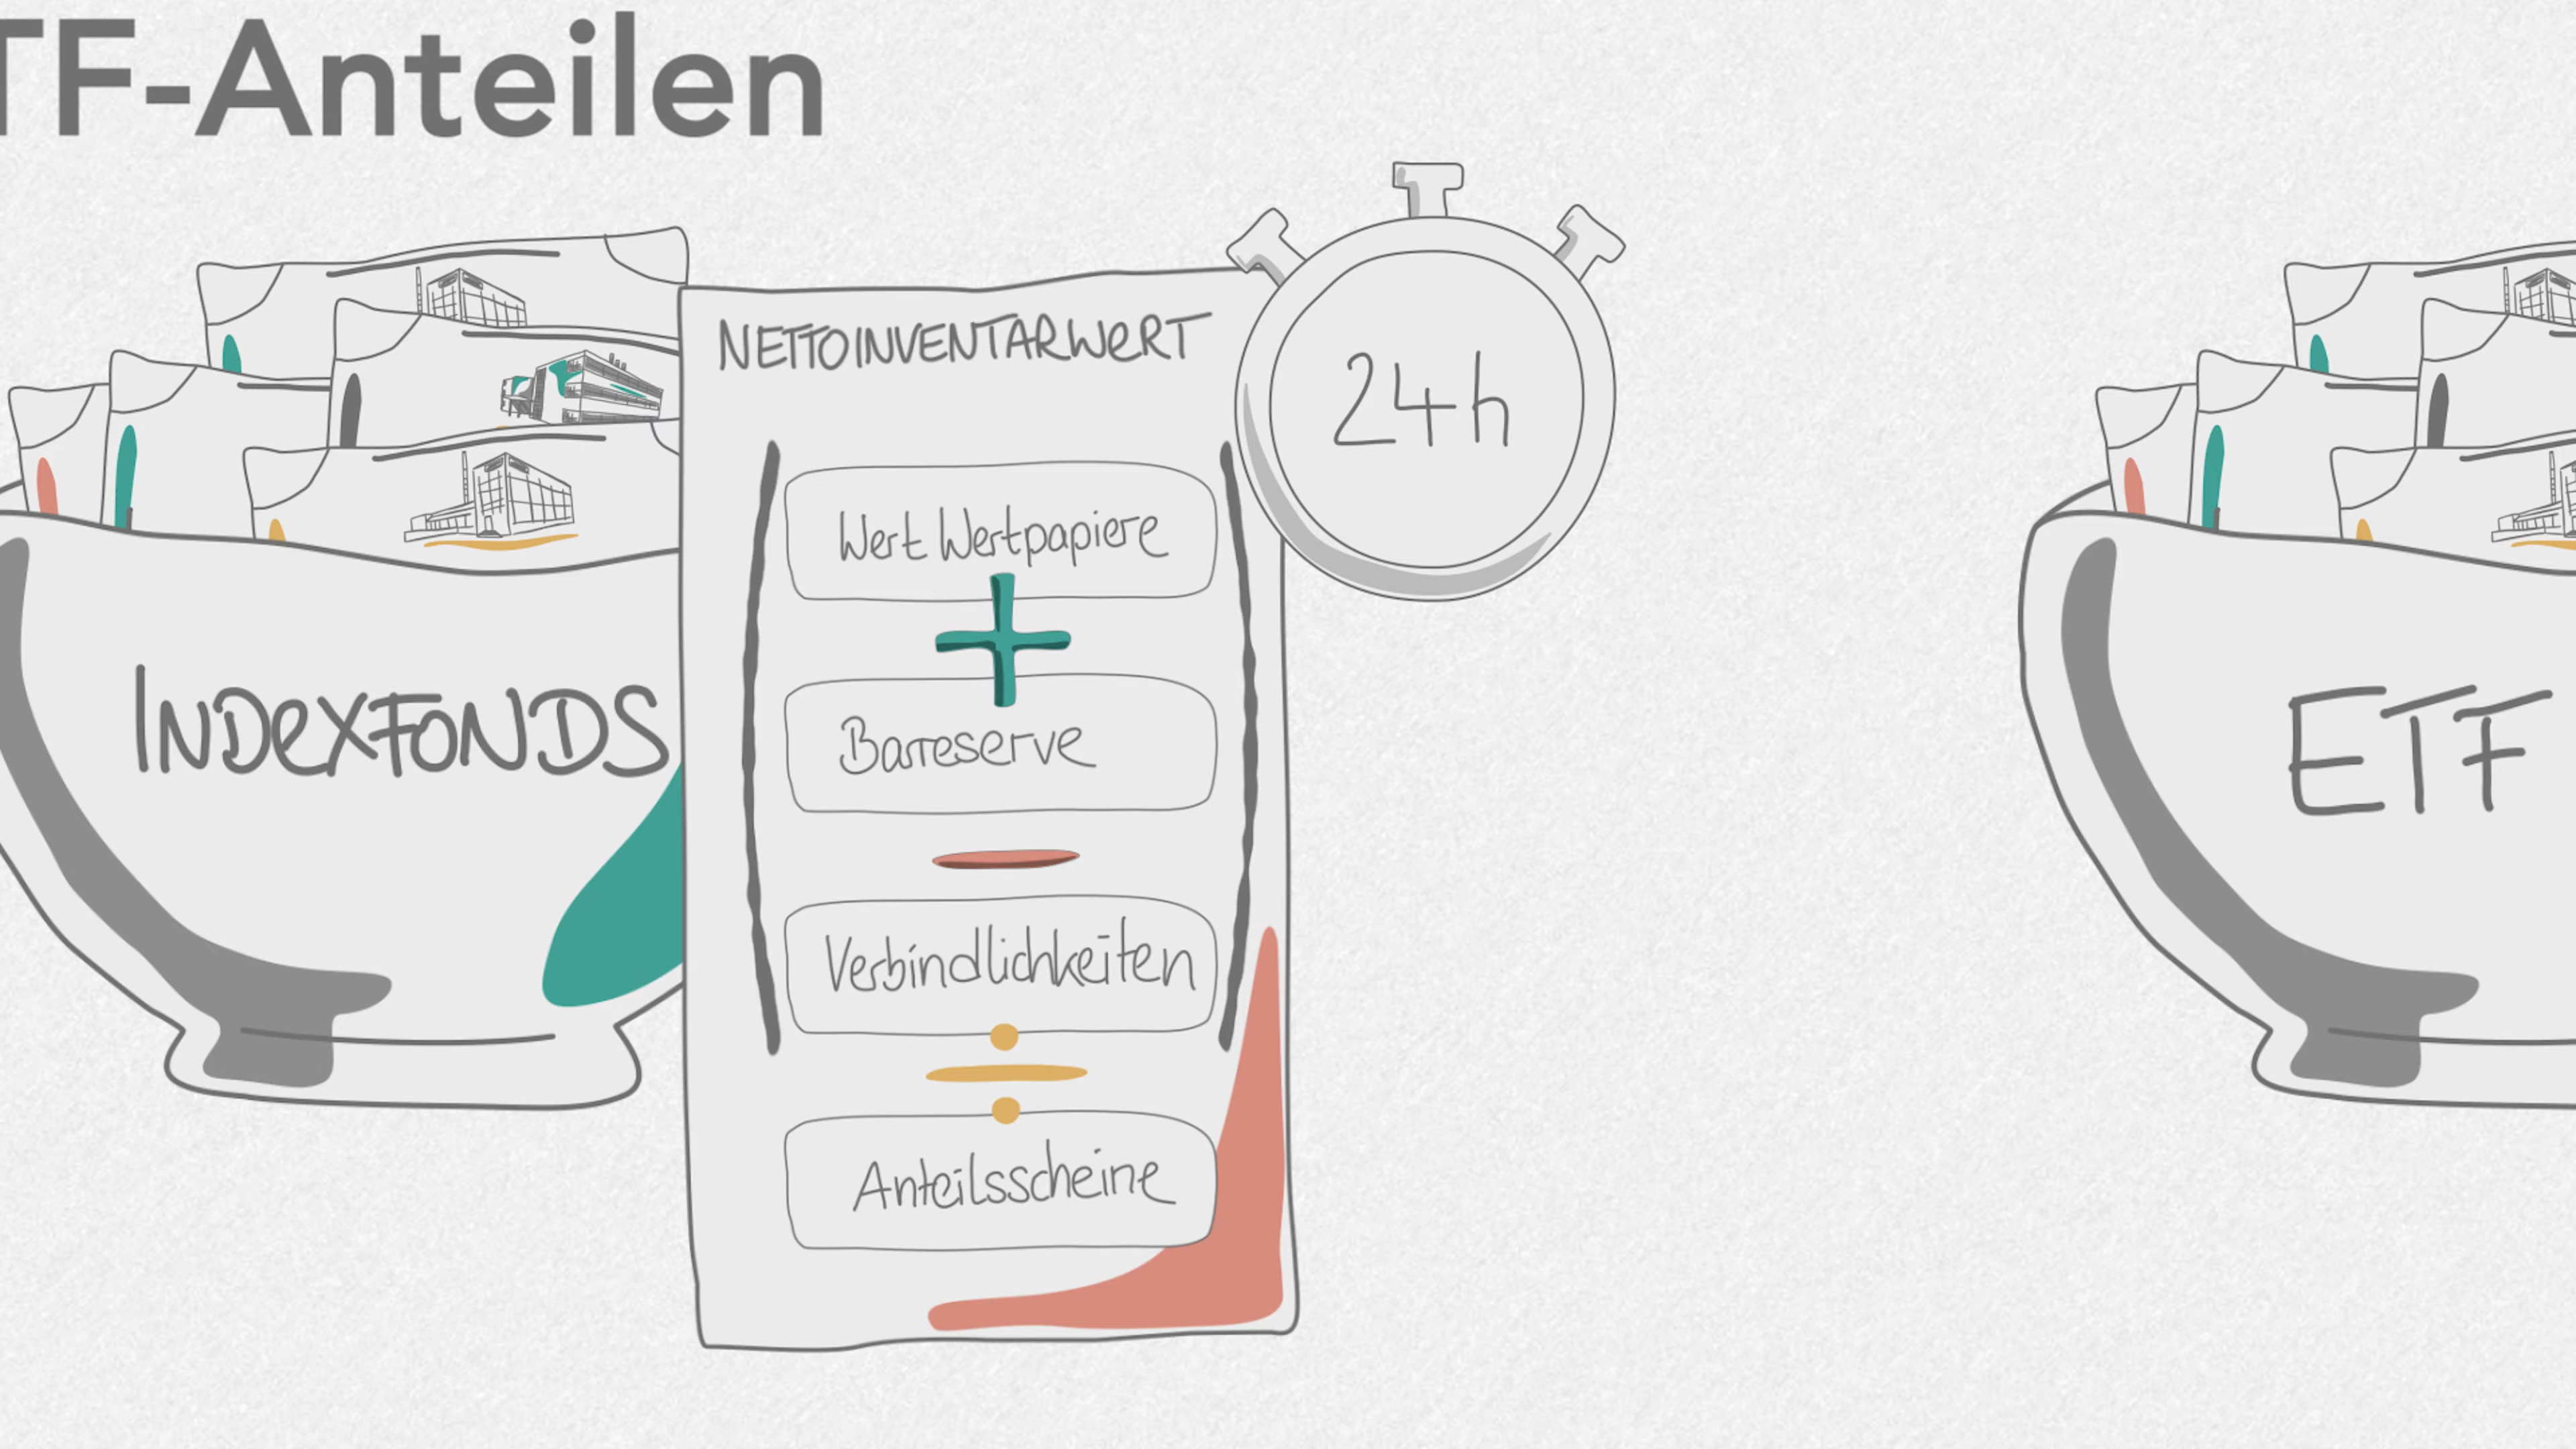 TF-Anteilen
NETTOINVENTARWERT
24h
Wert Wertpapiere
+
Barreserve
Verbindlichkeiten
Anteilsscheine
INDEXFONDS
ETF